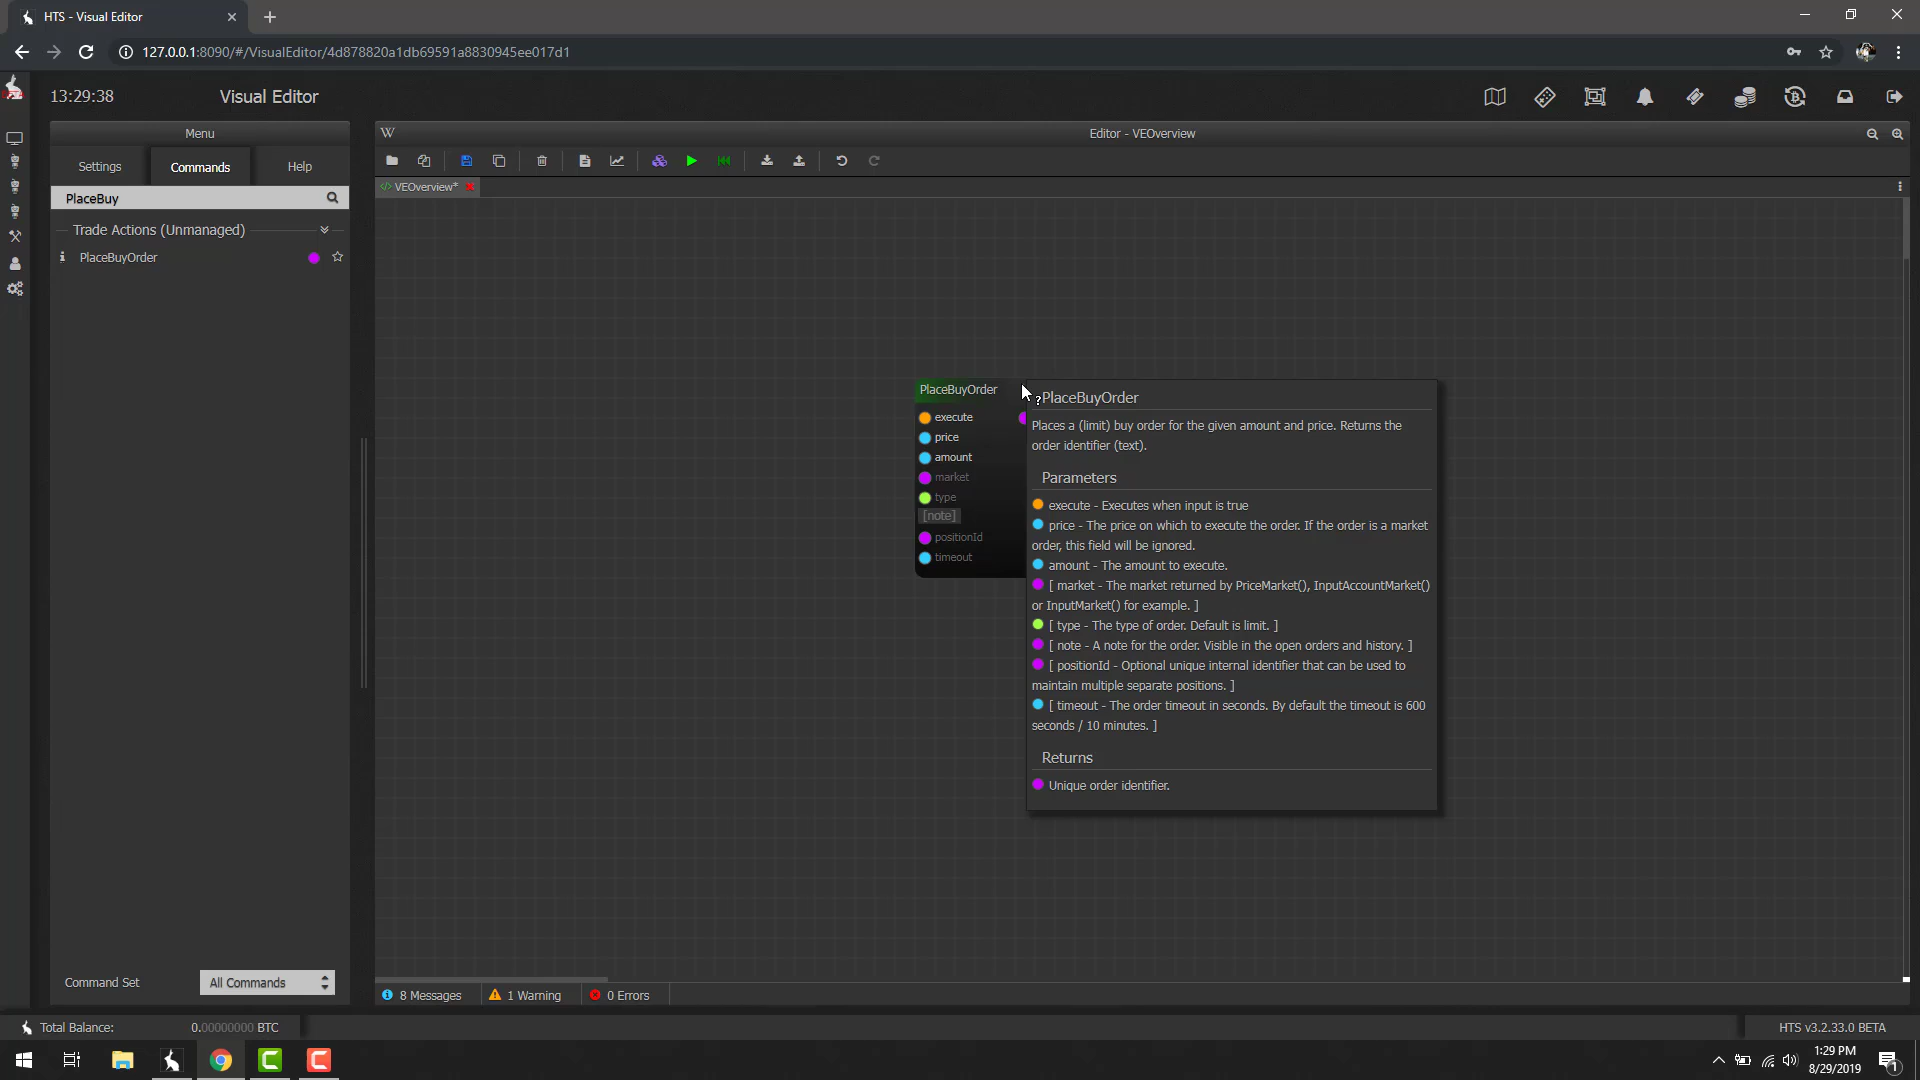 HTS - Visual Editor
127.0.0.1:8090/#/VisualEditor/4d878820a1db69591a8830945ee017d1
13:29:38
Visual Editor
Menu
Settings
Commands
Help
PlaceBuy
Trade Actions (Unmanaged)
PlaceBuyOrder
Command Set
All Commands
W
Editor - VEOverview
VEOverview*
PlaceBuyOrder
execute
price
amount
market
type
[note]
positionId
timeout
PlaceBuyOrder
Places a (limit) buy order for the given amount and price. Returns the
order identifier (text).
Parameters
execute - Executes when input is true
price - The price on which to execute the order. If the order is a market
order, this field will be ignored.
amount - The amount to execute.
[ market - The market returned by PriceMarket(), InputAccountMarket()
or InputMarket() for example. ]
[ type - The type of order. Default is limit. ]
[ note - A note for the order. Visible in the open orders and history. ]
[ positionId - Optional unique internal identifier that can be used to
maintain multiple separate positions. ]
[ timeout - The order timeout in seconds. By default the timeout is 600
seconds / 10 minutes. ]
Returns
Unique order identifier.
8 Messages
1 Warning
0 Errors
Total Balance:
0.00000000 BTC
HTS v3.2.33.0 BETA
1:29 PM
8/29/2019
1